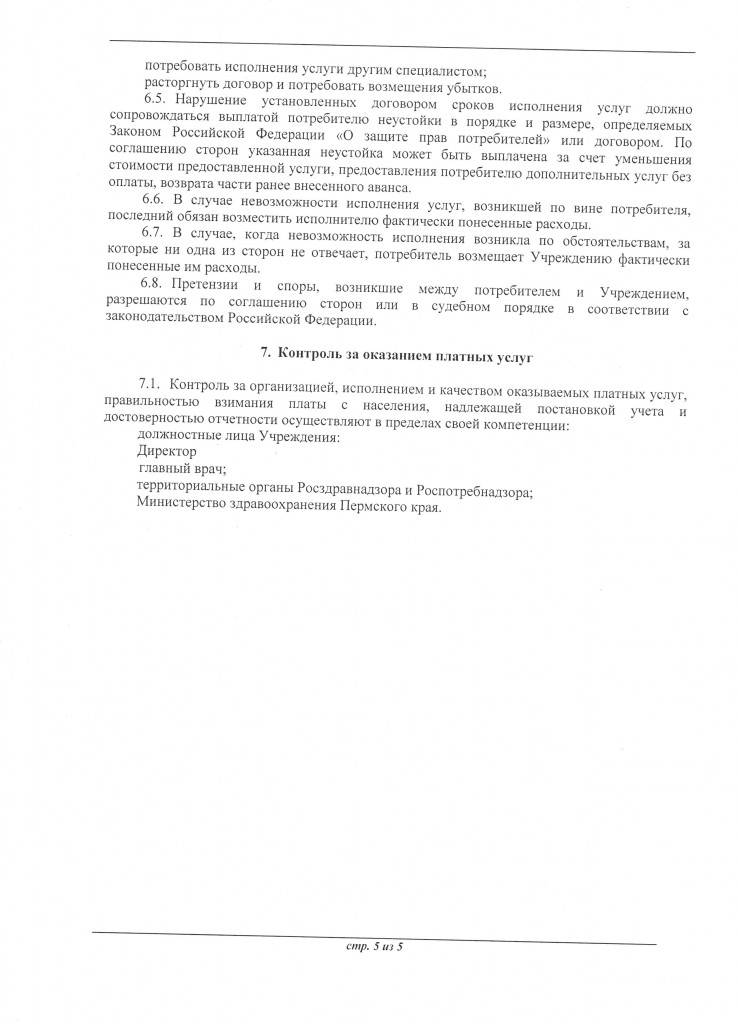 потребовать исполнения услуги другим специалистом;
расторгнуть договор и потребовать возмещения убытков.
6.5. Нарушение установленных договором сроков исполнения услуг должно
сопровождаться выплатой потребителю неустойки в порядке и размере, определяемых
Законом Российской Федерации «О защите прав потребителей» или договором. По
соглашению сторон указанная неустойка может быть выплачена за счет уменьшения
стоимости предоставленной услуги, предоставления потребителю дополнительных услуг без
оплаты, возврата части ранее внесенного аванса.
6.6. В случае невозможности исполнения услуг, возникшей по вине потребителя,
последний обязан возместить исполнителю фактически понесенные расходы.
6.7. В случае, когда невозможность исполнения возникла по обстоятельствам, за
которые ни одна из сторон не отвечает, потребитель возмещает Учреждению фактически
понесенные им расходы.
6.8. Претензии и споры, возникшие между потребителем и Учреждением,
разрешаются по соглашению сторон или в судебном порядке в соответствии с
законодательством Российской Федерации.
7. Контроль за оказанием платных услуг
7.1. Контроль за организацией, исполнением и качеством оказываемых платных услуг,
правильностью взимания платы с населения, надлежащей постановкой учета и
достоверностью отчетности осуществляют в пределах своей компетенции:
должностные лица Учреждения:
Директор
главный врач;
территориальные органы Росздравнадзора и Роспотребнадзора;
Министерство здравоохранения Пермского края.
стр. 5 из 5